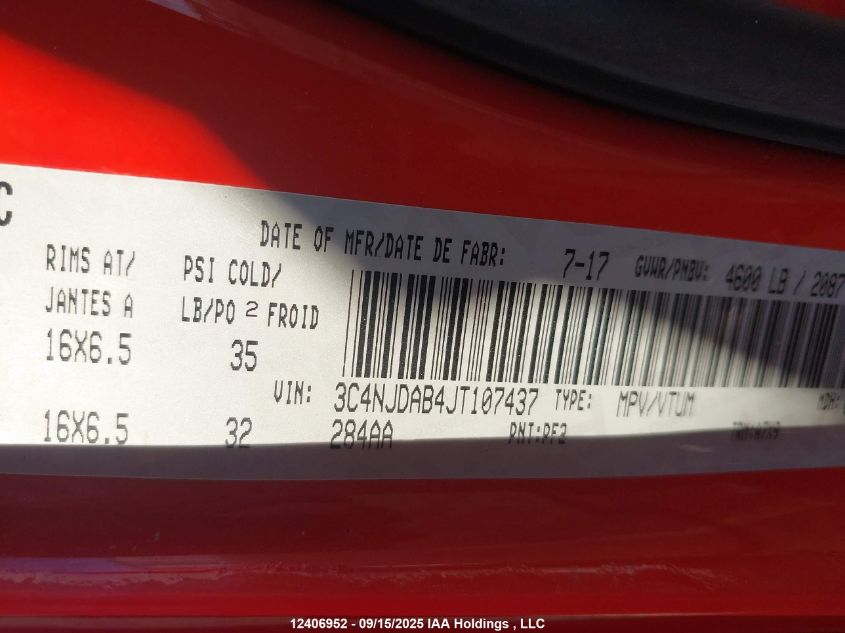 C
DATE OF MFR/DATE DE FABR: 7-17 GVWR/PNBV: 4600 LB / 2087
RIMS AT/ PSI COLD/
JANTES A LB/PO 2 FROID
16X6.5 35
VIN: 3C4NJDAB4JT107437 TYPE: MPV/VTUM MDH:
16X6.5 32 284AA PNT:PF2
12406952 - 09/15/2025 IAA Holdings , LLC